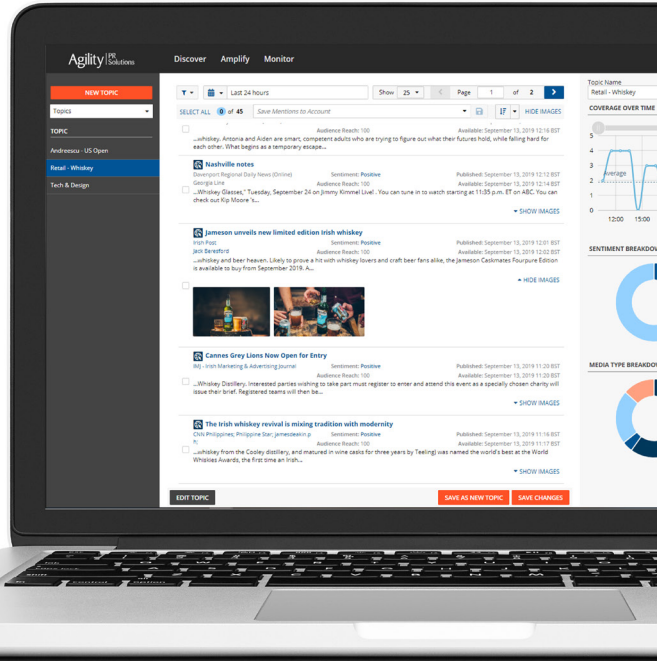 Agility PR Solutions
Discover Amplify Monitor
NEW TOPIC
Topics
TOPIC
Andreescu - US Open
Retail - Whiskey
Tech & Design
Last 24 hours
Show 25
Page 1 of 2
SELECT ALL 0 of 45 Save Mentions to Account HIDE IMAGES
Audience Reach: 100 Available: September 13, 2019 12:16 BST
...whiskey. Antonia and Aiden are smart, competent adults who are trying to figure out what their futures hold, while falling hard for
each other. What begins as a temporary escape...
Nashville notes
Davenport Regional Daily News (Online) Sentiment: Positive Published: September 13, 2019 12:12 BST
Georgia Line Audience Reach: 100 Available: September 13, 2019 12:14 BST
...Whiskey Glasses," Tuesday, September 24 on Jimmy Kimmel Live! . You can tune in to watch starting at 11:35 p.m. ET on ABC. You can
check out Kip Moore 's...
SHOW IMAGES
Jameson unveils new limited edition Irish whiskey
Irish Post Sentiment: Positive Published: September 13, 2019 12:01 BST
Jack Beresford Audience Reach: 100 Available: September 13, 2019 12:02 BST
...whiskey and beer heaven. Likely to prove a hit with whiskey lovers and craft beer fans alike, the Jameson Caskmates Fourpure Edition
is available to buy from September 2019. A...
HIDE IMAGES
Cannes Grey Lions Now Open for Entry
IMJ - Irish Marketing & Advertising Journal Sentiment: Positive Published: September 13, 2019 11:20 BST
Audience Reach: 100 Available: September 13, 2019 11:20 BST
...Whiskey Distillery. Interested parties wishing to take part must register to enter and attend this event as a specially chosen charity will
issue their brief. Registered teams will then be...
SHOW IMAGES
The Irish whiskey revival is mixing tradition with modernity
CNN Philippines; Philippine Star; jamesdeakin.p Sentiment: Positive Published: September 13, 2019 11:16 BST
h; Audience Reach: 100 Available: September 13, 2019 11:17 BST
...whiskey from the Cooley distillery, and matured in wine casks for three years by Teeling) was named the world's best at the World
Whiskies Awards, the first time an Irish...
SHOW IMAGES
EDIT TOPIC SAVE AS NEW TOPIC SAVE CHANGES
Topic Name
Retail - Whiskey
COVERAGE OVER TIME
5
4
3
2
1
0
Average
12:00 15:00
SENTIMENT BREAKDOW
MEDIA TYPE BREAKDOW
control option